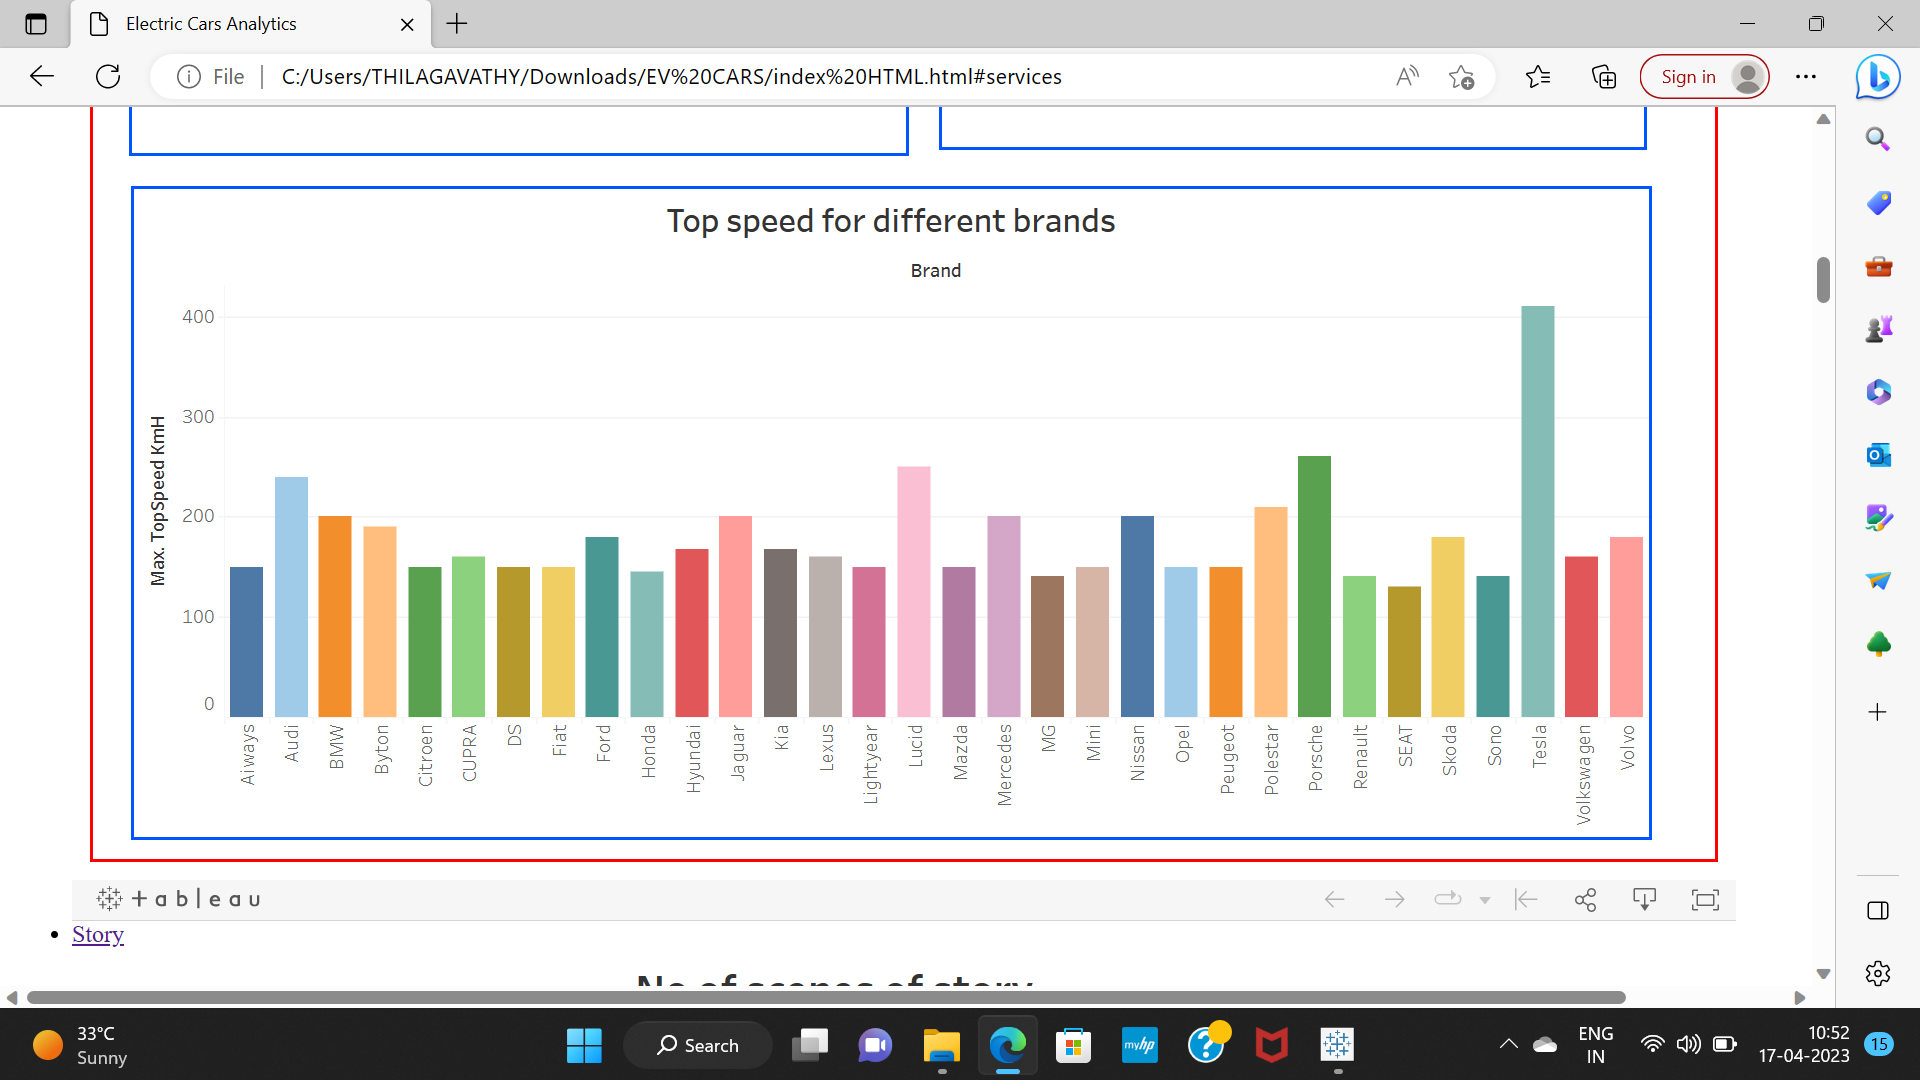 Electric Cars Analytics
File
C:/Users/THILAGAVATHY/Downloads/EV%20CARS/index%20HTML.html#services
Sign in
Top speed for different brands
Brand
Max. TopSpeed KmH
400
300
200
100
0
Aiways
Audi
BMW
Byton
Citroen
CUPRA
DS
Fiat
Ford
Honda
Hyundai
Jaguar
Kia
Lexus
Lightyear
Lucid
Mazda
Mercedes
MG
Mini
Nissan
Opel
Peugeot
Polestar
Porsche
Renault
SEAT
Skoda
Sono
Tesla
Volkswagen
Volvo
+ableau
Story
No of scenes of story
33°C
Sunny
Search
myhp
ENG
IN
10:52
17-04-2023
15